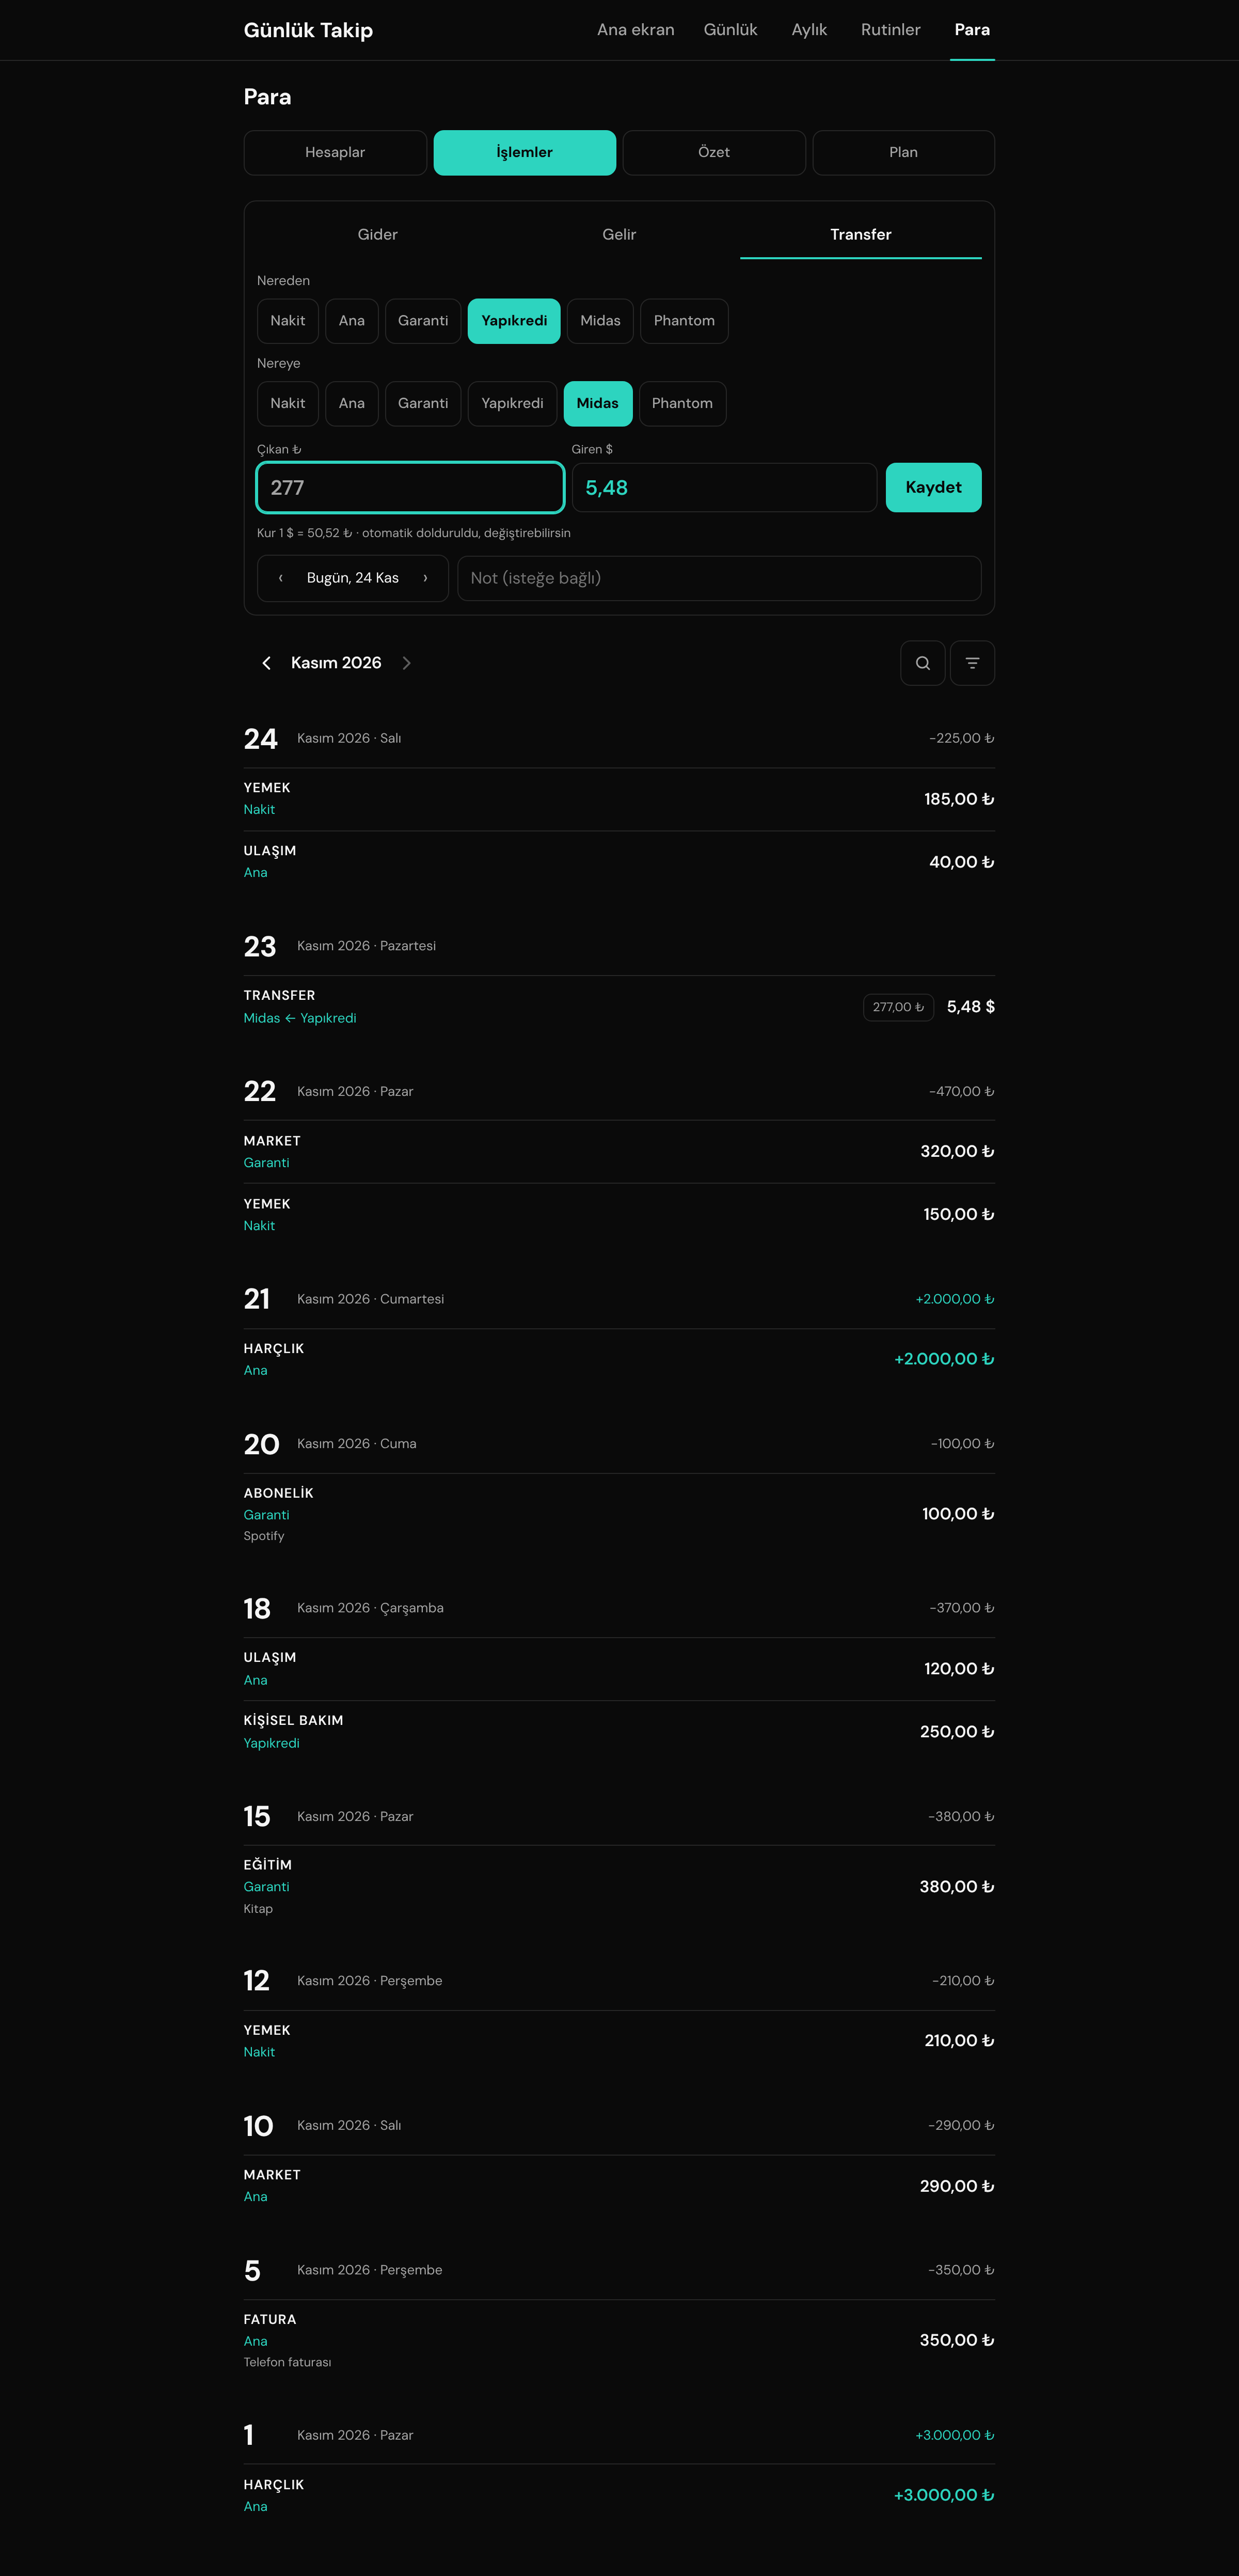 Günlük Takip
Ana ekran Günlük Aylık Rutinler Para
Para
Hesaplar İşlemler Özet Plan
Gider Gelir Transfer
Nereden
Nakit Ana Garanti Yapıkredi Midas Phantom
Nereye
Nakit Ana Garanti Yapıkredi Midas Phantom
Çıkan ₺ Giren $
277 5,48 Kaydet
Kur 1 $ = 50,52 ₺ · otomatik dolduruldu, değiştirebilirsin
‹ Bugün, 24 Kas › Not (isteğe bağlı)
Kasım 2026
24 Kasım 2026 · Salı -225,00 ₺
YEMEK
Nakit
185,00 ₺
ULAŞIM
Ana
40,00 ₺
23 Kasım 2026 · Pazartesi
TRANSFER
Midas ← Yapıkredi
277,00 ₺ 5,48 $
22 Kasım 2026 · Pazar -470,00 ₺
MARKET
Garanti
320,00 ₺
YEMEK
Nakit
150,00 ₺
21 Kasım 2026 · Cumartesi +2.000,00 ₺
HARÇLIK
Ana
+2.000,00 ₺
20 Kasım 2026 · Cuma -100,00 ₺
ABONELİK
Garanti
Spotify
100,00 ₺
18 Kasım 2026 · Çarşamba -370,00 ₺
ULAŞIM
Ana
120,00 ₺
KİŞİSEL BAKIM
Yapıkredi
250,00 ₺
15 Kasım 2026 · Pazar -380,00 ₺
EĞİTİM
Garanti
Kitap
380,00 ₺
12 Kasım 2026 · Perşembe -210,00 ₺
YEMEK
Nakit
210,00 ₺
10 Kasım 2026 · Salı -290,00 ₺
MARKET
Ana
290,00 ₺
5 Kasım 2026 · Perşembe -350,00 ₺
FATURA
Ana
Telefon faturası
350,00 ₺
1 Kasım 2026 · Pazar +3.000,00 ₺
HARÇLIK
Ana
+3.000,00 ₺